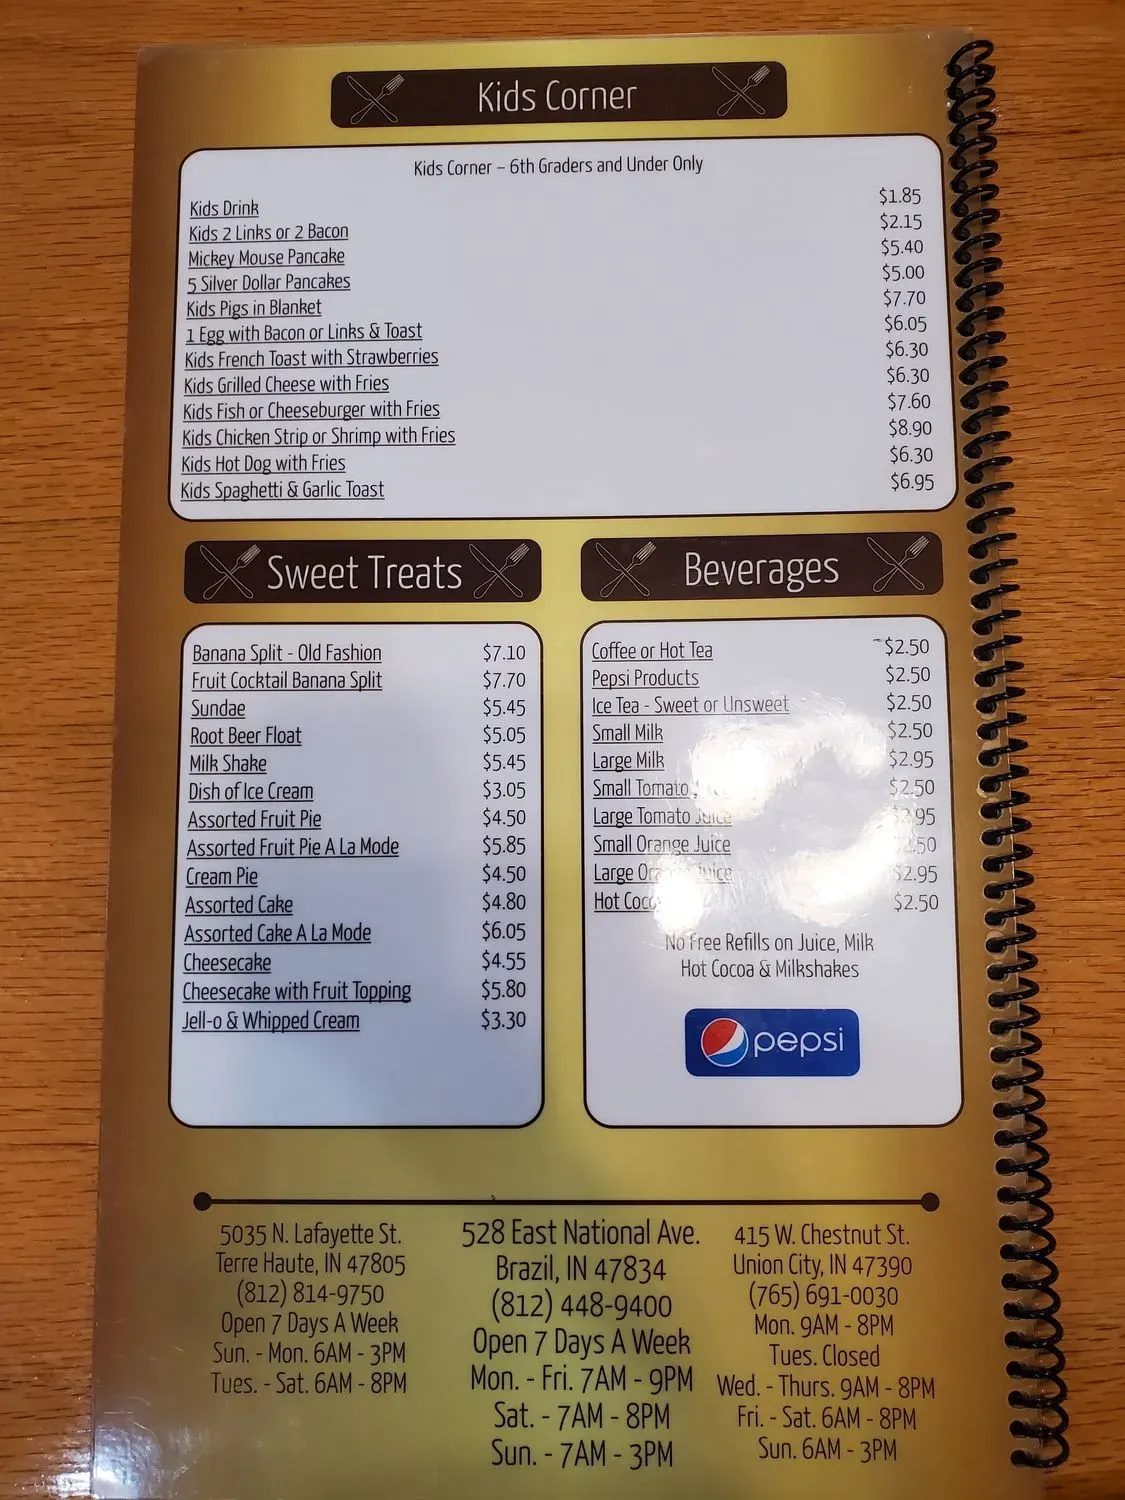 Kids Corner
Kids Corner – 6th Graders and Under Only
Kids Drink $1.85
Kids 2 Links or 2 Bacon $2.15
Mickey Mouse Pancake $5.40
5 Silver Dollar Pancakes $5.00
Kids Pigs in Blanket $7.70
1 Egg with Bacon or Links & Toast $6.05
Kids French Toast with Strawberries $6.30
Kids Grilled Cheese with Fries $6.30
Kids Fish or Cheeseburger with Fries $7.60
Kids Chicken Strip or Shrimp with Fries $8.90
Kids Hot Dog with Fries $6.30
Kids Spaghetti & Garlic Toast $6.95
Sweet Treats
Banana Split - Old Fashion $7.10
Fruit Cocktail Banana Split $7.70
Sundae $5.45
Root Beer Float $5.05
Milk Shake $5.45
Dish of Ice Cream $3.05
Assorted Fruit Pie $4.50
Assorted Fruit Pie A La Mode $5.85
Cream Pie $4.50
Assorted Cake $4.80
Assorted Cake A La Mode $6.05
Cheesecake $4.55
Cheesecake with Fruit Topping $5.80
Jell-o & Whipped Cream $3.30
Beverages
Coffee or Hot Tea $2.50
Pepsi Products $2.50
Ice Tea - Sweet or Unsweet $2.50
Small Milk $2.50
Large Milk $2.95
Small Tomato $2.50
Large Tomato Juice $2.95
Small Orange Juice
Large Orange Juice $2.95
Hot Cocoa $2.50
No Free Refills on Juice, Milk
Hot Cocoa & Milkshakes
pepsi
5035 N. Lafayette St.
Terre Haute, IN 47805
(812) 814-9750
Open 7 Days A Week
Sun. - Mon. 6AM - 3PM
Tues. - Sat. 6AM - 8PM
528 East National Ave.
Brazil, IN 47834
(812) 448-9400
Open 7 Days A Week
Mon. - Fri. 7AM - 9PM
Sat. - 7AM - 8PM
Sun. - 7AM - 3PM
415 W. Chestnut St.
Union City, IN 47390
(765) 691-0030
Mon. 9AM - 8PM
Tues. Closed
Wed. - Thurs. 9AM - 8PM
Fri. - Sat. 6AM - 8PM
Sun. 6AM - 3PM